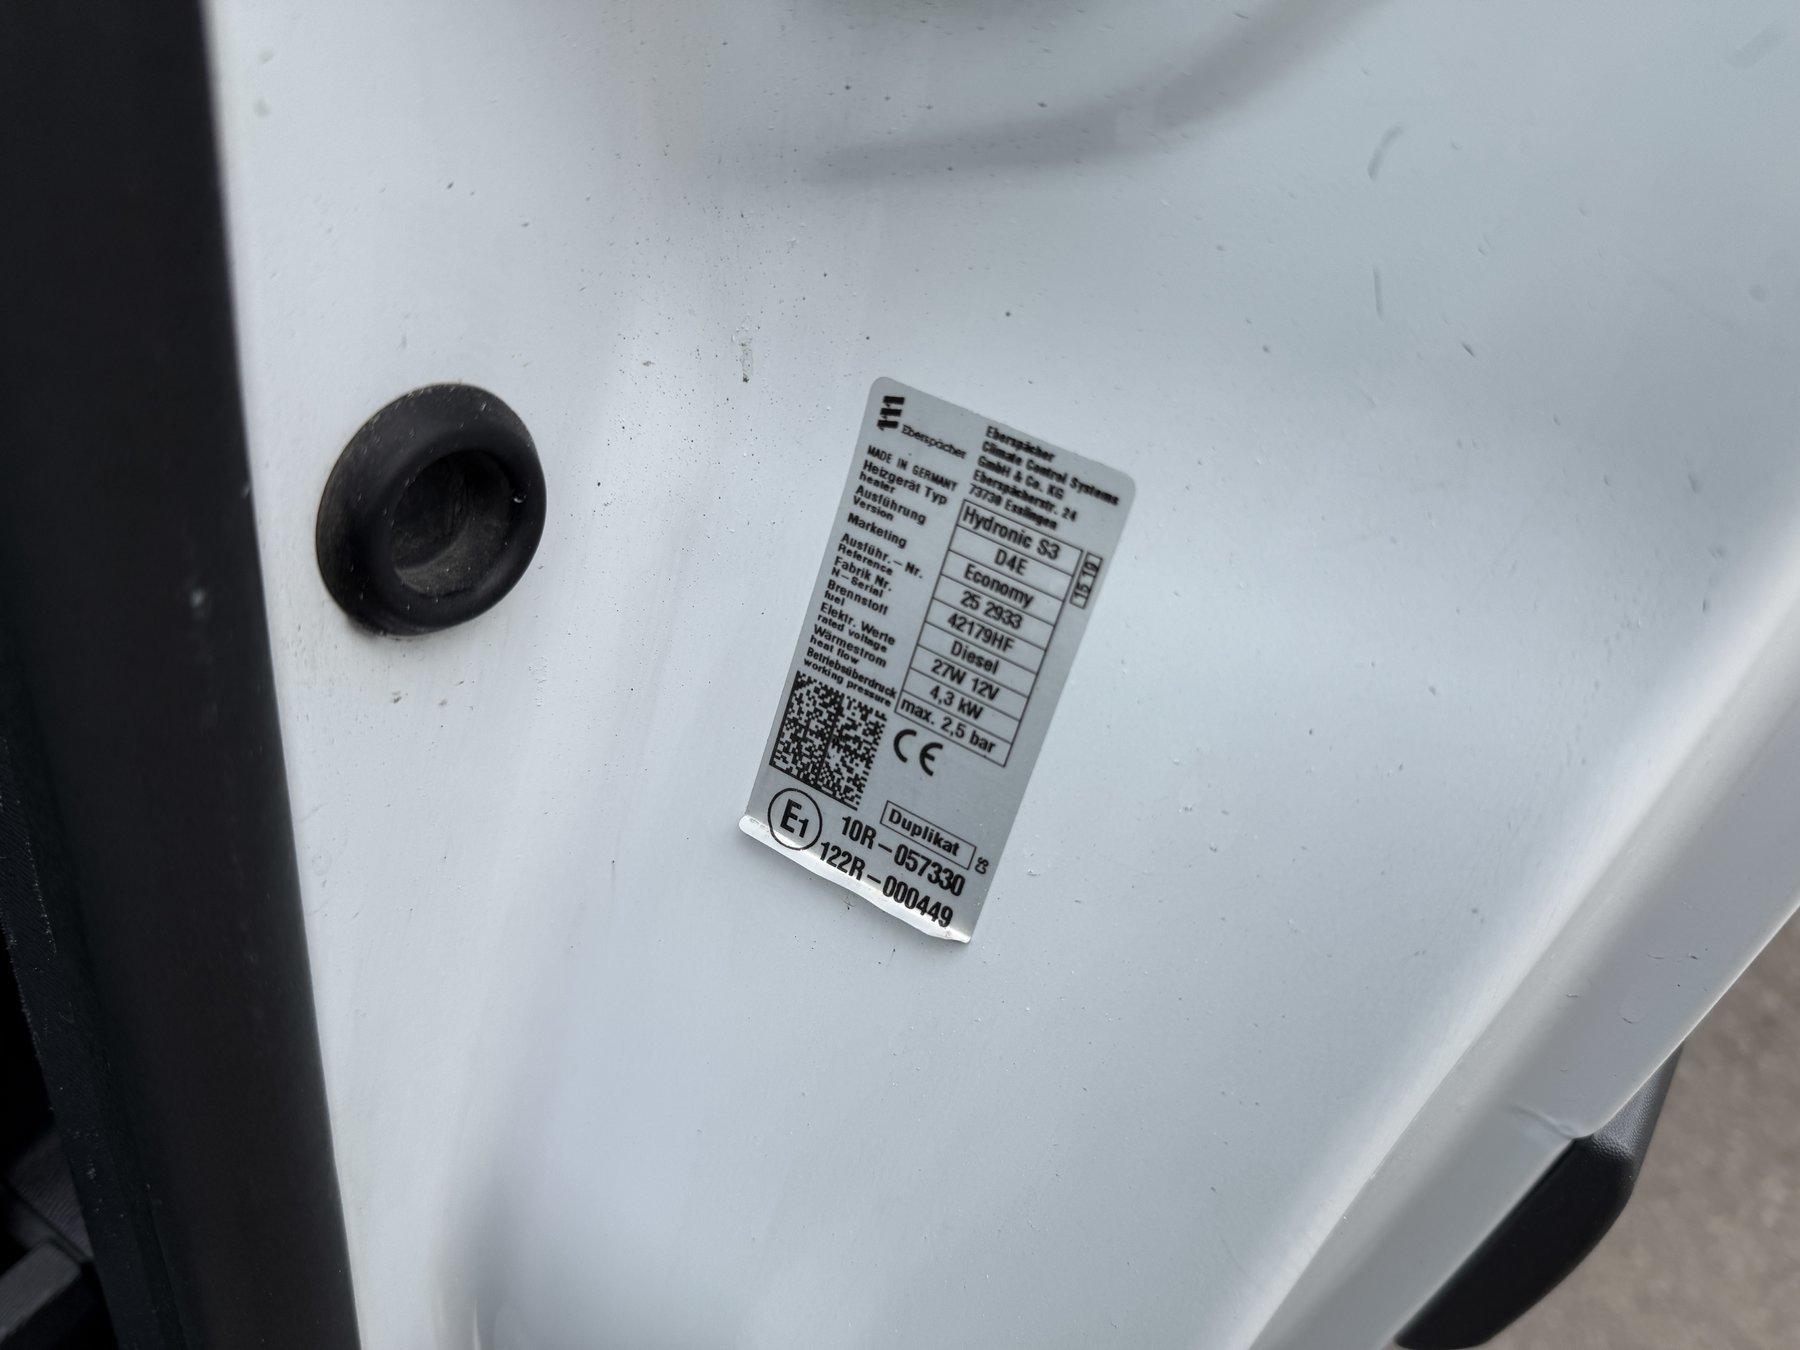 Eberspächer
Eberspächer
Climate Control Systems
GmbH & Co. KG
Eberspächerstr. 24
73730 Esslingen
MADE IN GERMANY
Heizgerät Typ
heater
Hydronic S3
Ausführung
Version
D4E
Marketing
Economy
15 19
Ausführ.-Nr.
Reference
25 2933
Fabrik Nr.
N-Serial
42179HF
Brennstoff
fuel
Diesel
Elektr. Werte
rated voltage
27W 12V
Wärmestrom
heat flow
4,3 kW
Betriebsüberdruck
working pressure
max. 2,5 bar
CE
Duplikat
23
E1
10R-057330
122R-000449